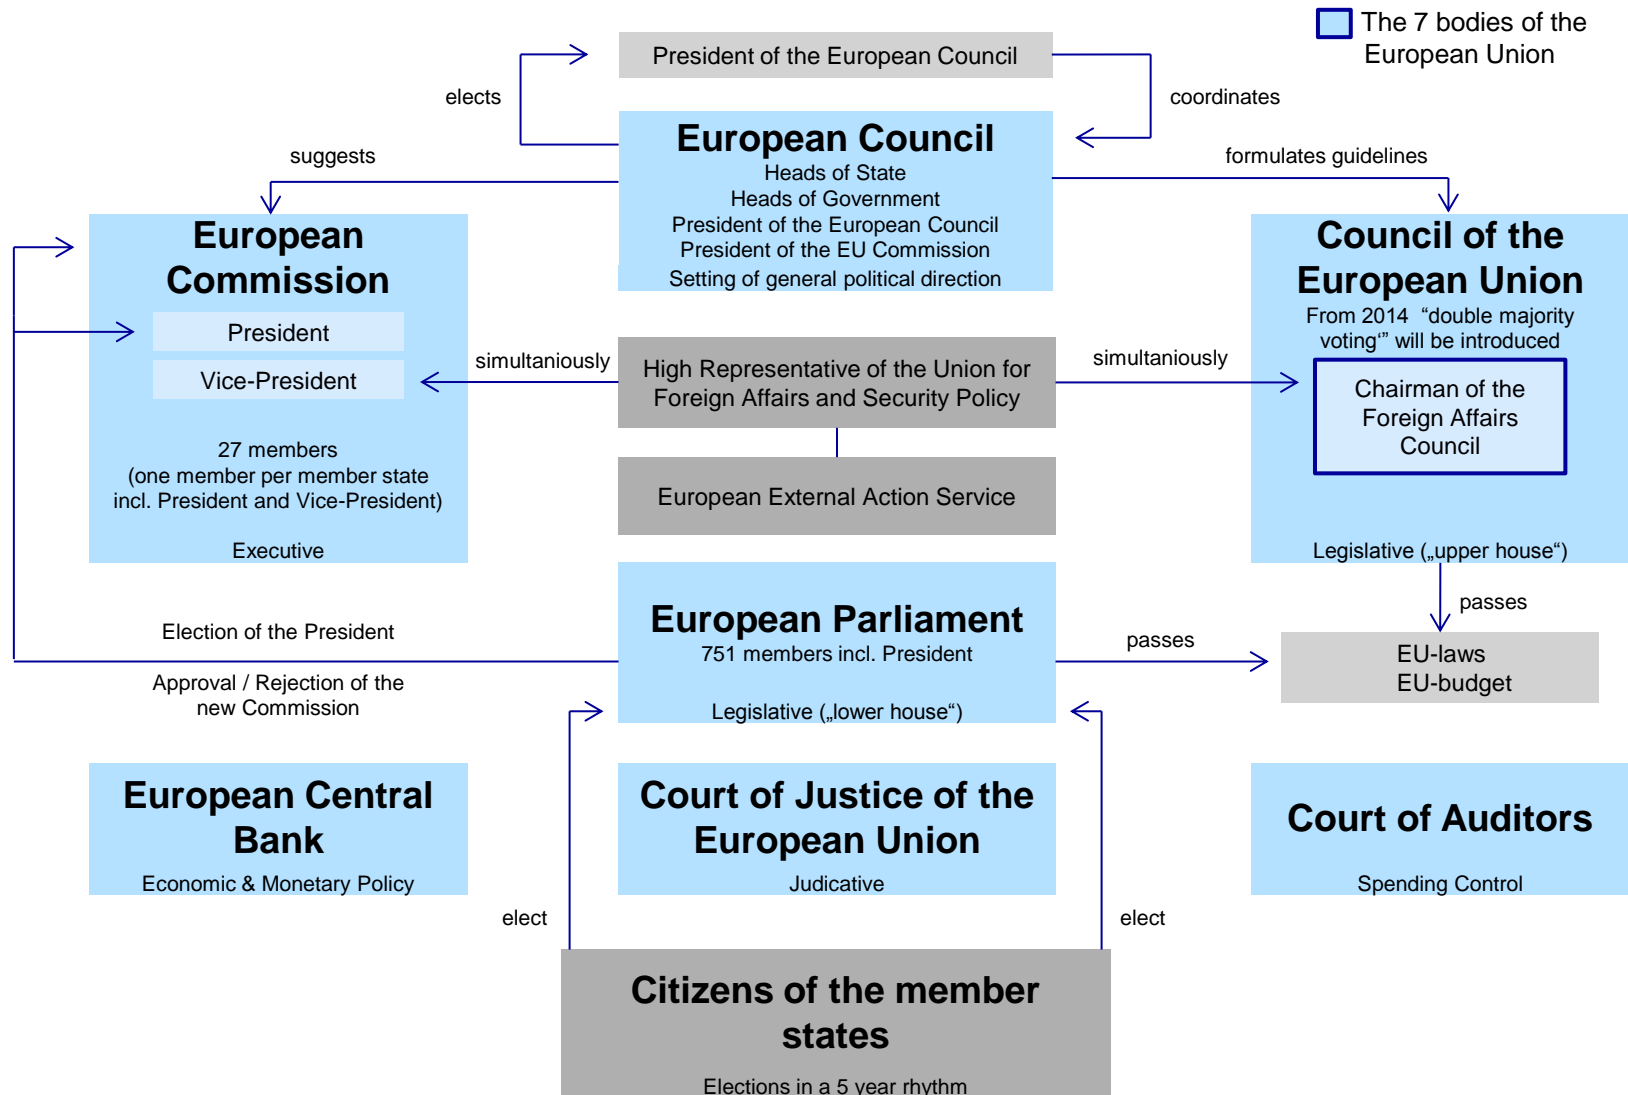 The 7 bodies of the
European Union
President of the European Council
elects
coordinates
European Council
Heads of State
Heads of Government
President of the European Council
President of the EU Commission
Setting of general political direction
suggests
formulates guidelines
European
Commission
President
Vice-President
27 members
(one member per member state
incl. President and Vice-President)
Executive
simultaniously
High Representative of the Union for
Foreign Affairs and Security Policy
simultaniously
European External Action Service
Council of the
European Union
From 2014 “double majority
voting‘” will be introduced
Chairman of the
Foreign Affairs
Council
Legislative („upper house“)
passes
Election of the President
Approval / Rejection of the
new Commission
European Parliament
751 members incl. President
Legislative („lower house“)
passes
EU-laws
EU-budget
European Central
Bank
Economic & Monetary Policy
Court of Justice of the
European Union
Judicative
Court of Auditors
Spending Control
elect
elect
Citizens of the member
states
Elections in a 5 year rhythm